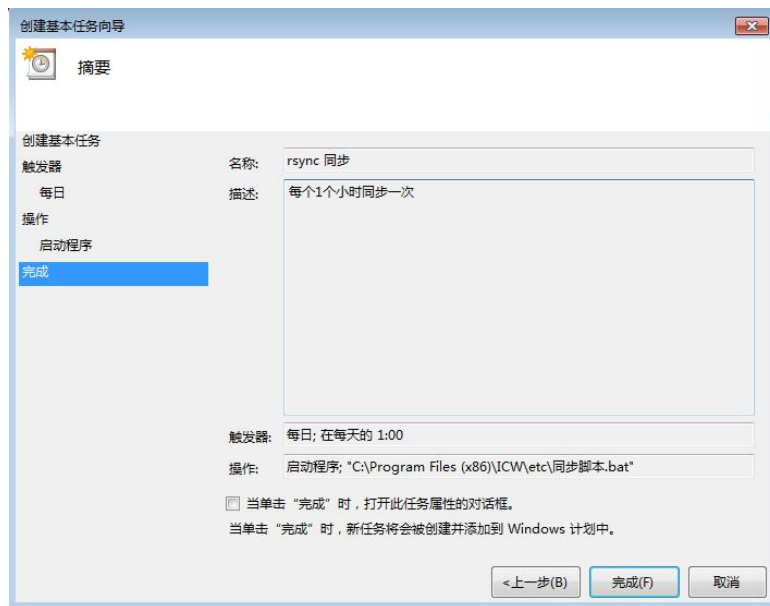 创建基本任务向导
摘要
创建基本任务
触发器
每日
操作
启动程序
完成
名称: rsync 同步
描述: 每个1个小时同步一次
触发器: 每日; 在每天的 1:00
操作: 启动程序; "C:\Program Files (x86)\ICW\etc\同步脚本.bat"
当单击“完成”时，打开此任务属性的对话框。
当单击“完成”时，新任务将会被创建并添加到 Windows 计划中。
<上一步(B) 完成(F) 取消